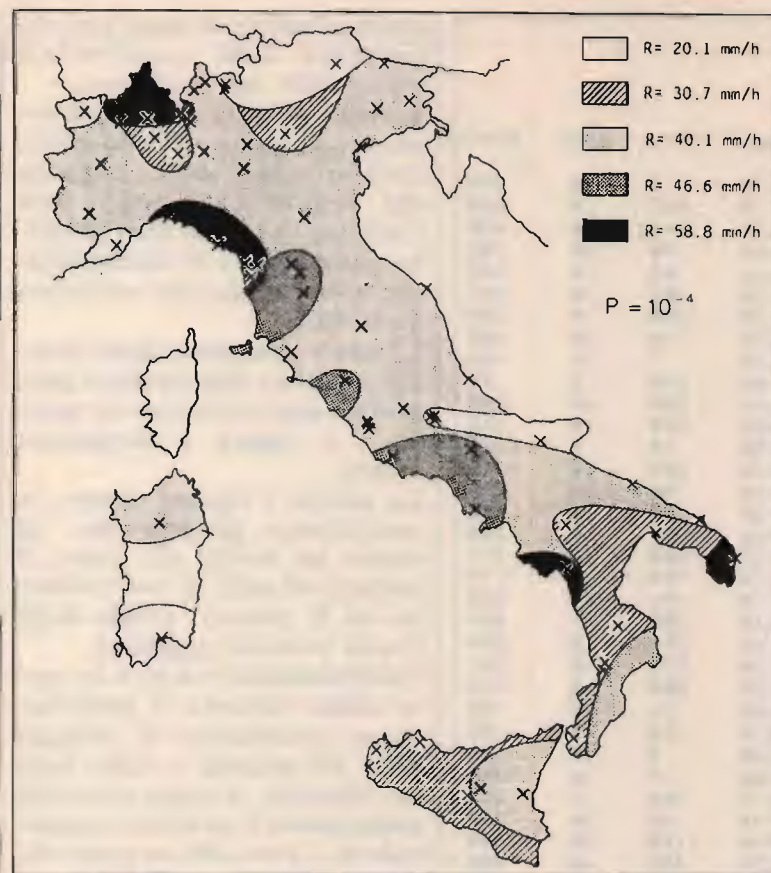 R= 20.1 mm/h
R= 30.7 mm/h
R= 40.1 mm/h
R= 46.6 mm/h
R= 58.8 mm/h
P = 10⁻⁴